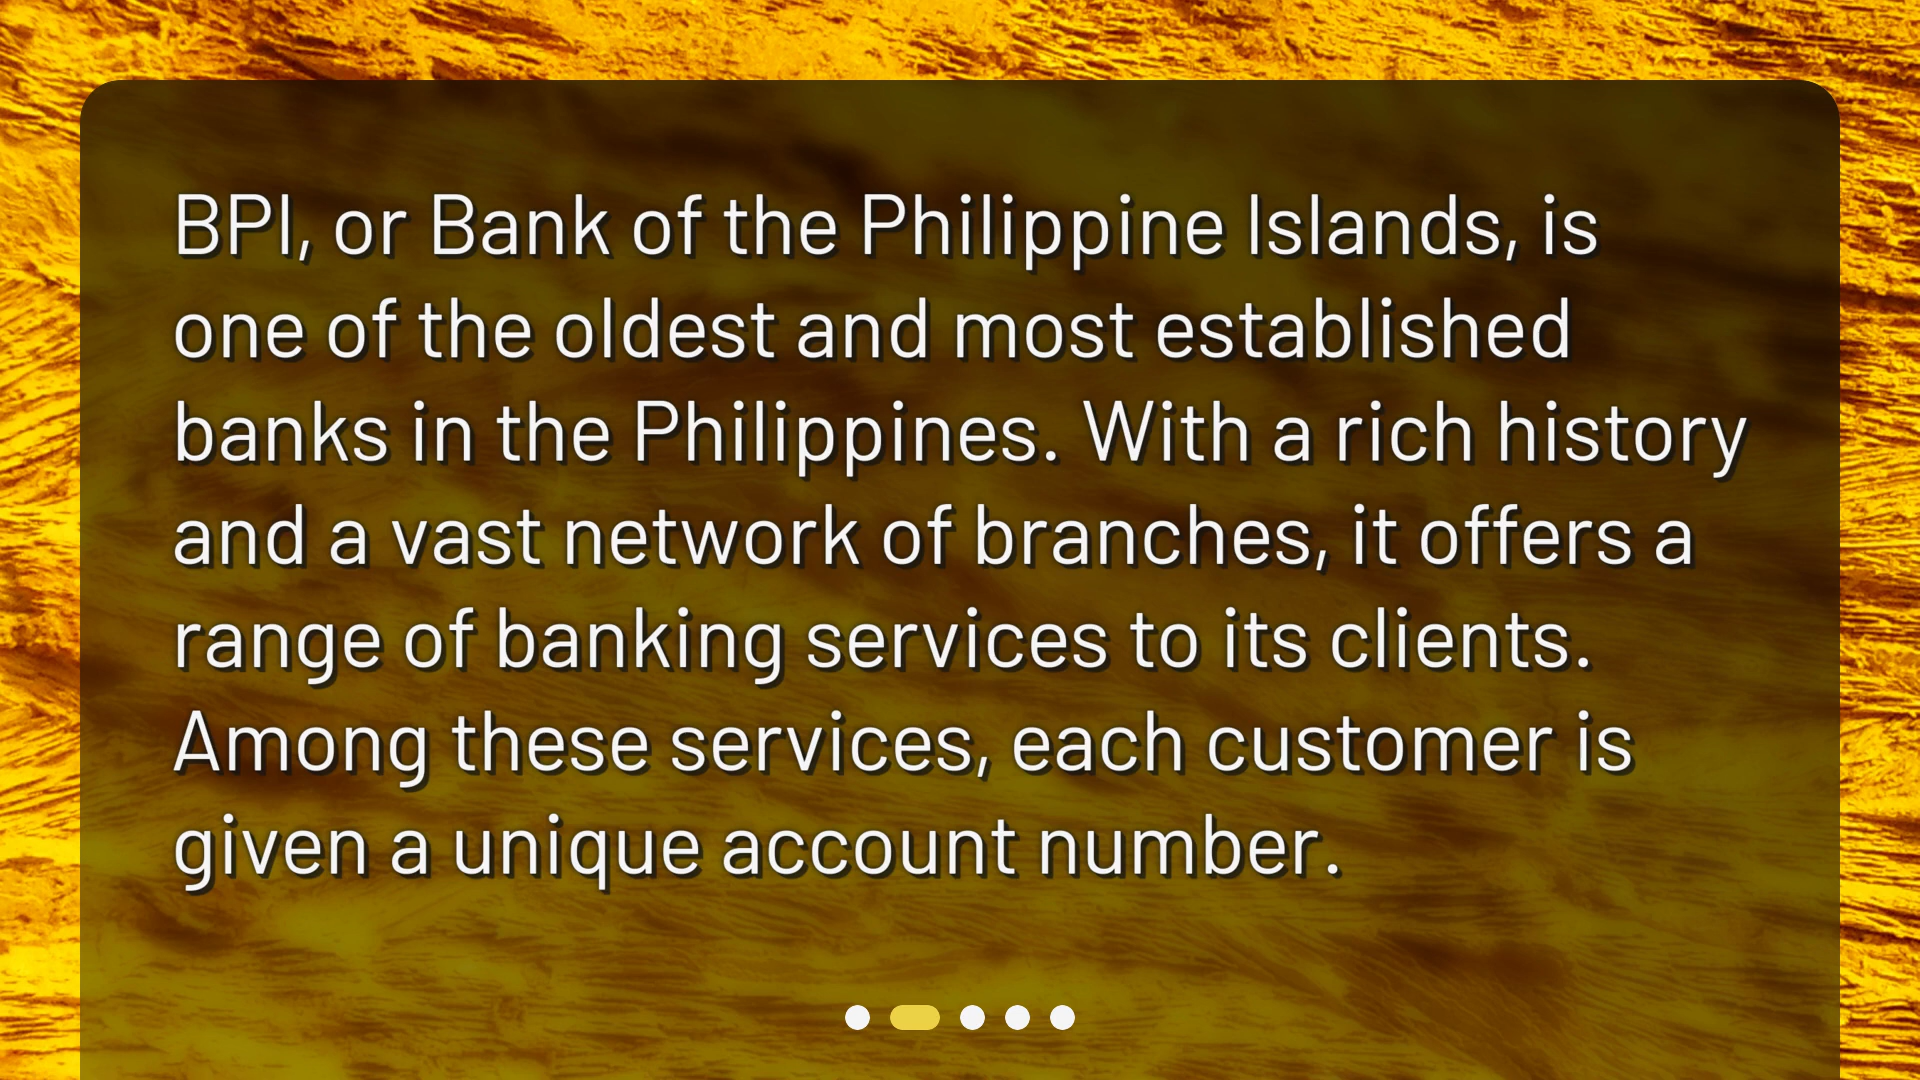 BPI, or Bank of the Philippine Islands, is
one of the oldest and most established
banks in the Philippines. With a rich history
and a vast network of branches, it offers a
range of banking services to its clients.
Among these services, each customer is
given a unique account number.